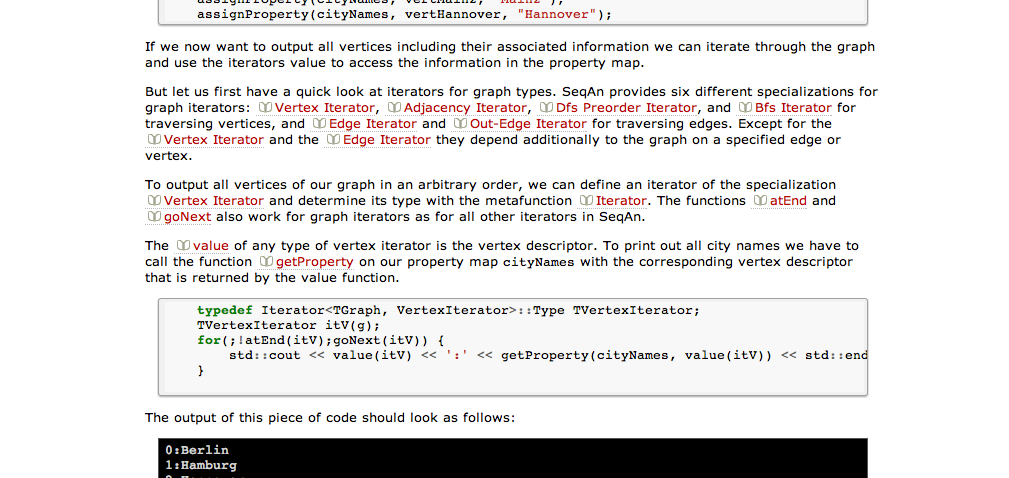 assignProperty(cityNames, vertHannover, "Hannover");
If we now want to output all vertices including their associated information we can iterate through the graph
and use the iterators value to access the information in the property map.
But let us first have a quick look at iterators for graph types. SeqAn provides six different specializations for
graph iterators: Vertex Iterator, Adjacency Iterator, Dfs Preorder Iterator, and Bfs Iterator for
traversing vertices, and Edge Iterator and Out-Edge Iterator for traversing edges. Except for the
Vertex Iterator and the Edge Iterator they depend additionally to the graph on a specified edge or
vertex.
To output all vertices of our graph in an arbitrary order, we can define an iterator of the specialization
Vertex Iterator and determine its type with the metafunction Iterator. The functions atEnd and
goNext also work for graph iterators as for all other iterators in SeqAn.
The value of any type of vertex iterator is the vertex descriptor. To print out all city names we have to
call the function getProperty on our property map cityNames with the corresponding vertex descriptor
that is returned by the value function.
typedef Iterator<TGraph, VertexIterator>::Type TVertexIterator;
TVertexIterator itV(g);
for(;!atEnd(itV);goNext(itV)) {
std::cout << value(itV) << ':' << getProperty(cityNames, value(itV)) << std::end
}
The output of this piece of code should look as follows:
0:Berlin
1:Hamburg